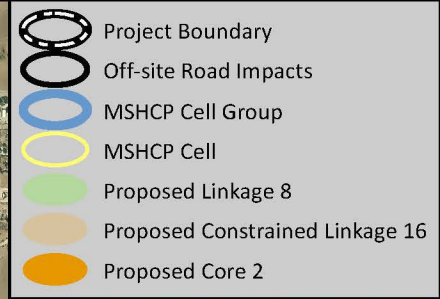 Project Boundary
Off-site Road Impacts
MSHCP Cell Group
MSHCP Cell
Proposed Linkage 8
Proposed Constrained Linkage 16
Proposed Core 2